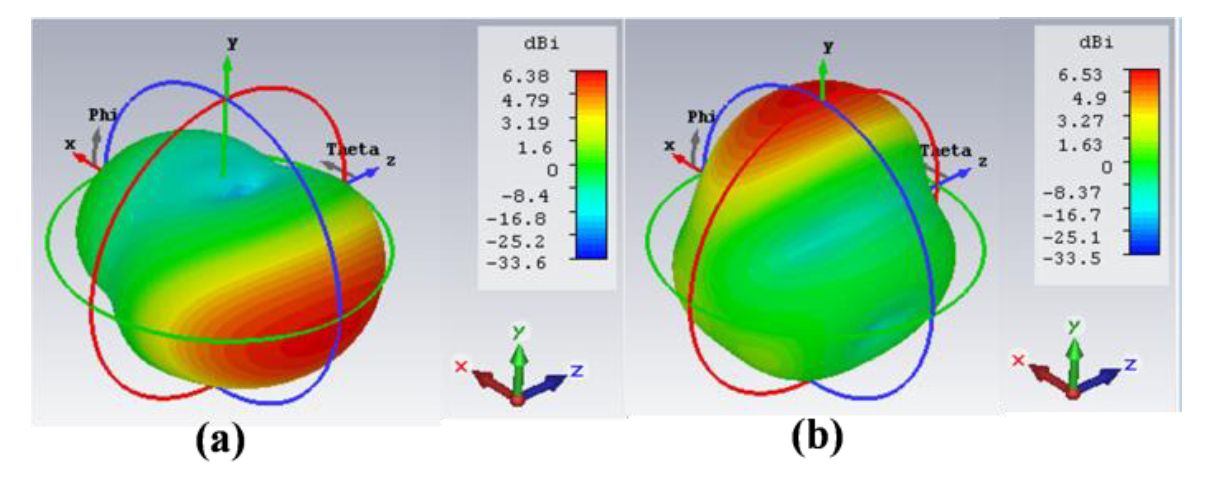 y
Phi
x
Theta
z
dBi
6.38
4.79
3.19
1.6
0
-8.4
-16.8
-25.2
-33.6
y
x
z
(a)
y
Phi
x
Theta
z
dBi
6.53
4.9
3.27
1.63
0
-8.37
-16.7
-25.1
-33.5
y
x
z
(b)